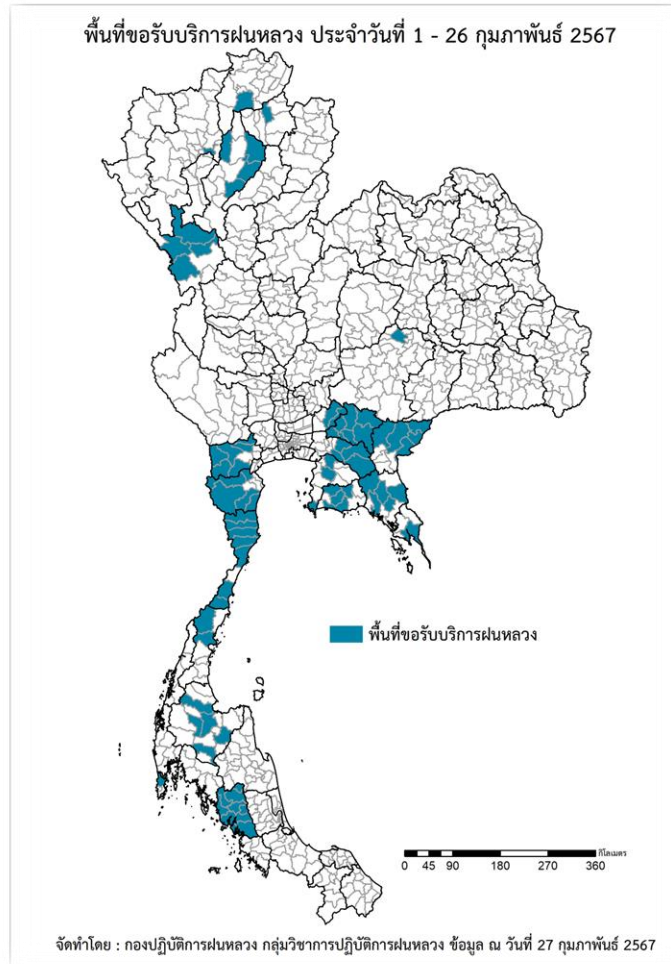 พื้นที่ขอรับบริการฝนหลวง ประจำวันที่ 1 - 26 กุมภาพันธ์ 2567
พื้นที่ขอรับบริการฝนหลวง
กิโลเมตร
0 45 90 180 270 360
จัดทำโดย : กองปฏิบัติการฝนหลวง กลุ่มวิชาการปฏิบัติการฝนหลวง ข้อมูล ณ วันที่ 27 กุมภาพันธ์ 2567